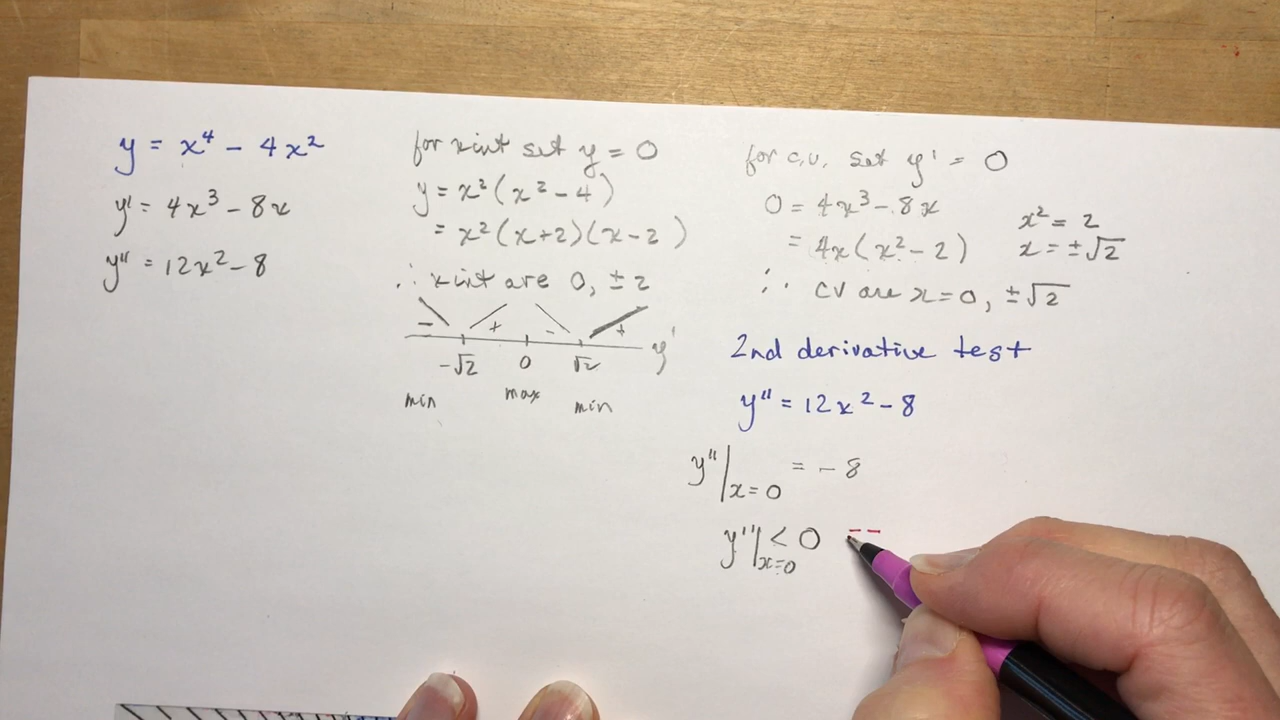 y = x⁴ - 4x²
y' = 4x³ - 8x
y'' = 12x² - 8
for x int set y = 0
y = x²(x² - 4)
= x²(x+2)(x-2)
∴ x int are 0, ±2
- + - +
-√2 0 √2 y'
min max min
for c.v. set y' = 0
0 = 4x³ - 8x
= 4x(x² - 2)
x² = 2
x = ±√2
∴ CV are x = 0, ±√2
2nd derivative test
y'' = 12x² - 8
y''|x=0 = -8
y''|x=0 < 0 --